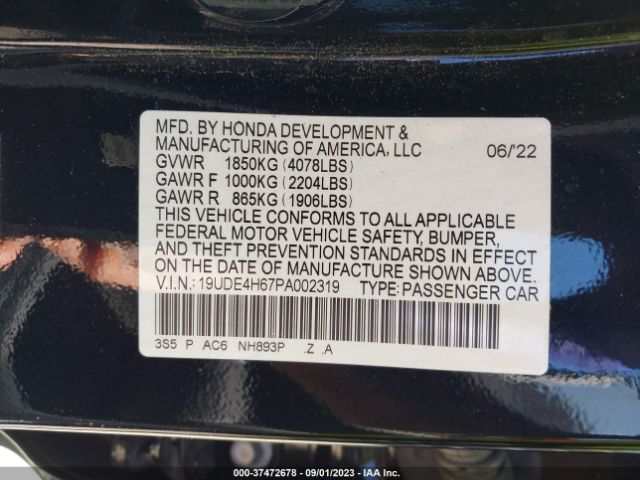 MFD. BY HONDA DEVELOPMENT &
MANUFACTURING OF AMERICA, LLC 06/'22
GVWR 1850KG (4078LBS)
GAWR F 1000KG (2204LBS)
GAWR R 865KG (1906LBS)
THIS VEHICLE CONFORMS TO ALL APPLICABLE
FEDERAL MOTOR VEHICLE SAFETY, BUMPER,
AND THEFT PREVENTION STANDARDS IN EFFECT
ON THE DATE OF MANUFACTURE SHOWN ABOVE.
V.I.N.: 19UDE4H67PA002319 TYPE: PASSENGER CAR
3S5 P AC6 NH893P .Z .A
000-37472678 - 09/01/2023 - IAA Inc.